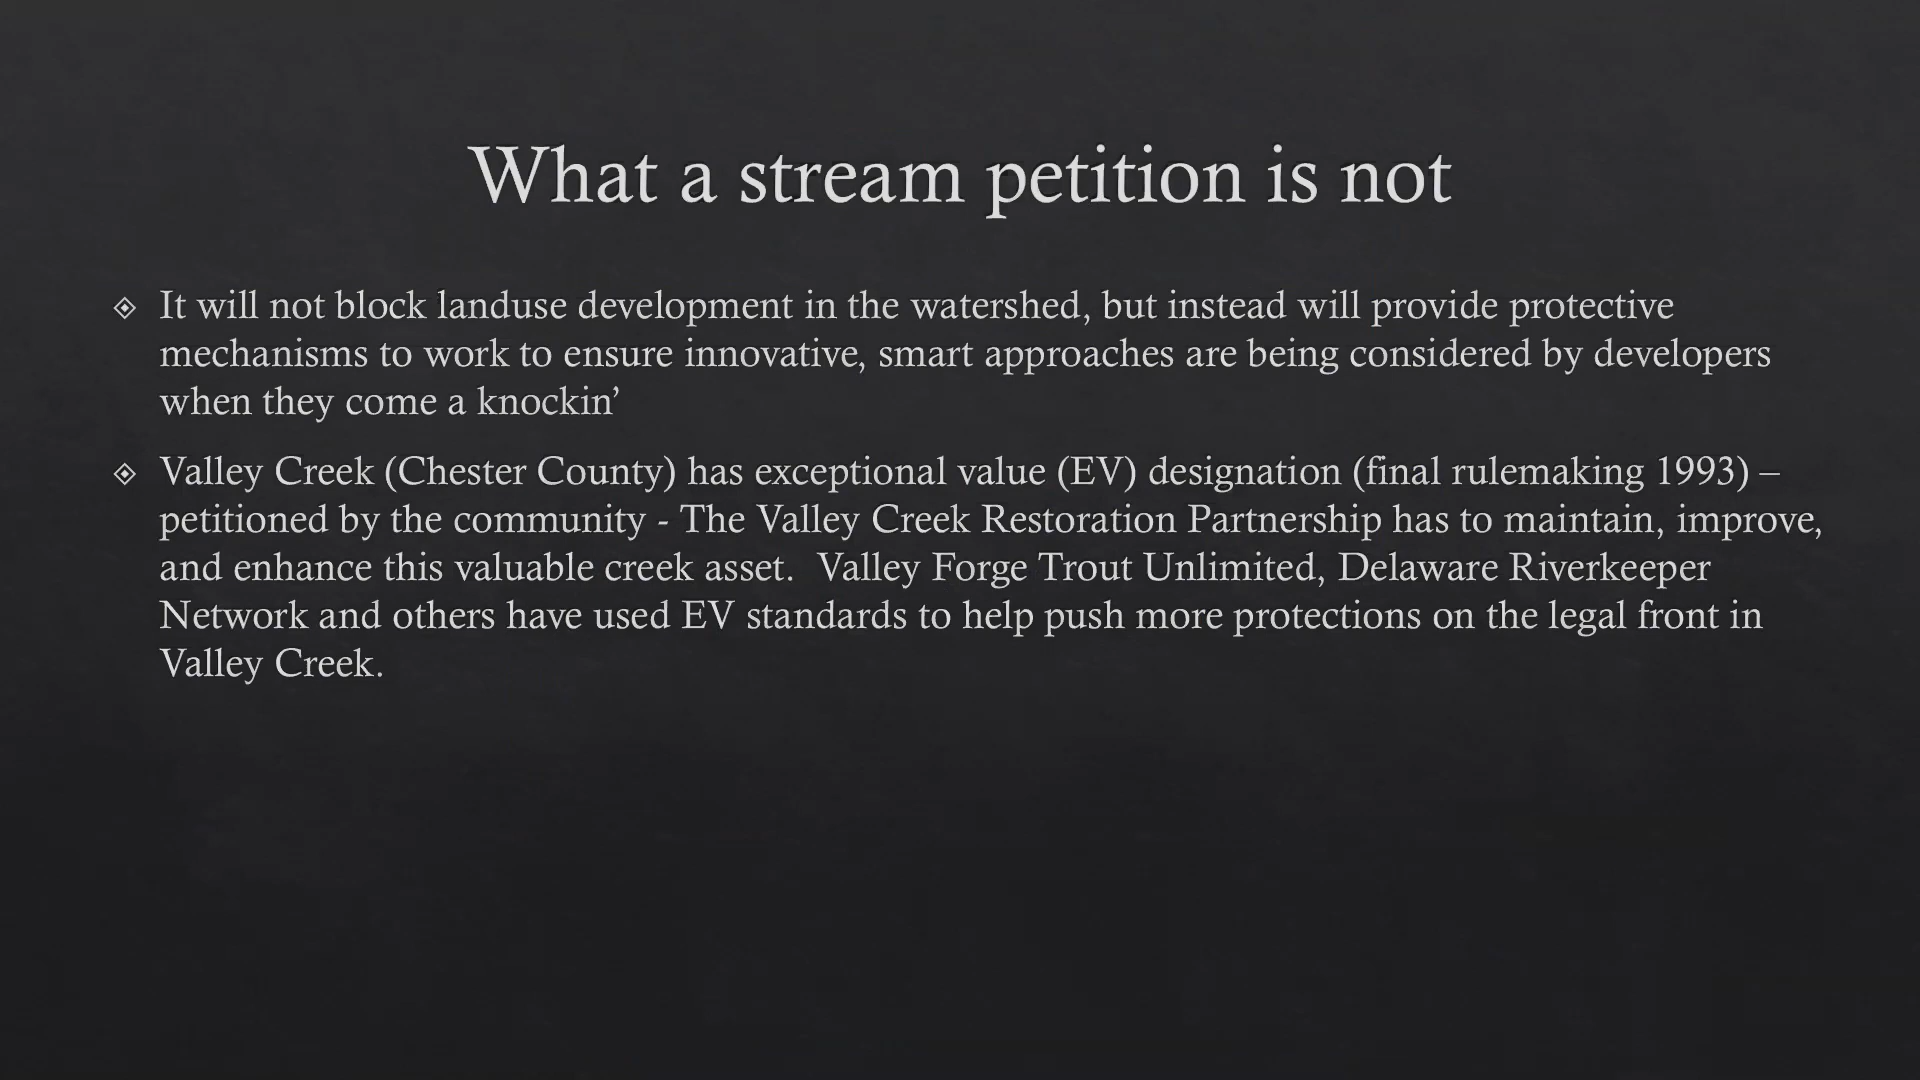 What a stream petition is not
It will not block landuse development in the watershed, but instead will provide protective
mechanisms to work to ensure innovative, smart approaches are being considered by developers
when they come a knockin’
Valley Creek (Chester County) has exceptional value (EV) designation (final rulemaking 1993) –
petitioned by the community - The Valley Creek Restoration Partnership has to maintain, improve,
and enhance this valuable creek asset.  Valley Forge Trout Unlimited, Delaware Riverkeeper
Network and others have used EV standards to help push more protections on the legal front in
Valley Creek.